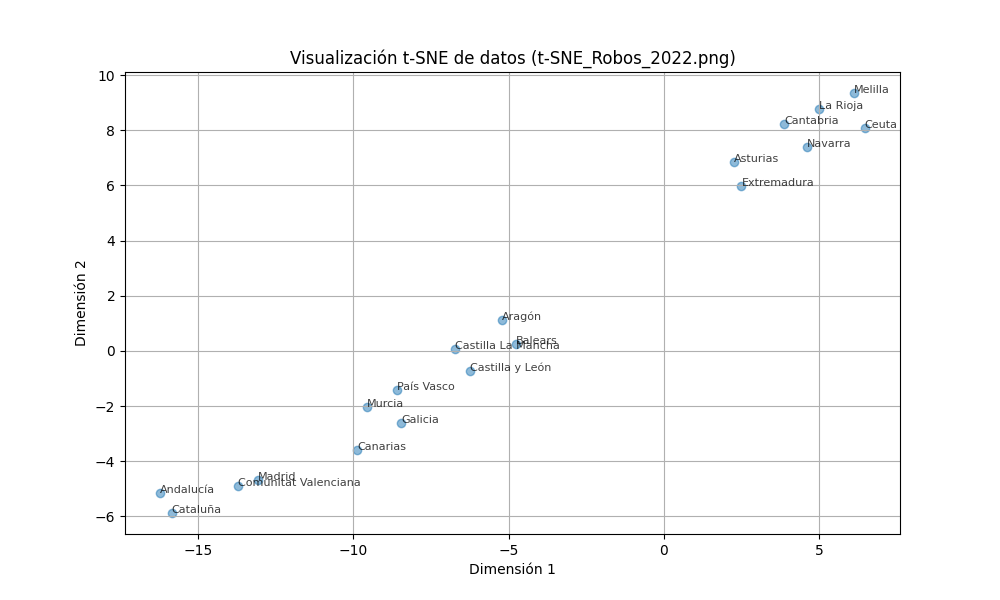 Visualización t-SNE de datos (t-SNE_Robos_2022.png)
10
8
6
4
2
0
−2
−4
−6
Dimensión 2
Melilla
La Rioja
Cantabria
Ceuta
Navarra
Asturias
Extremadura
Aragón
Balears
Castilla La Mancha
Castilla y León
País Vasco
Murcia
Galicia
Canarias
Madrid
Comunitat Valenciana
Andalucía
Cataluña
−15
−10
−5
0
5
Dimensión 1